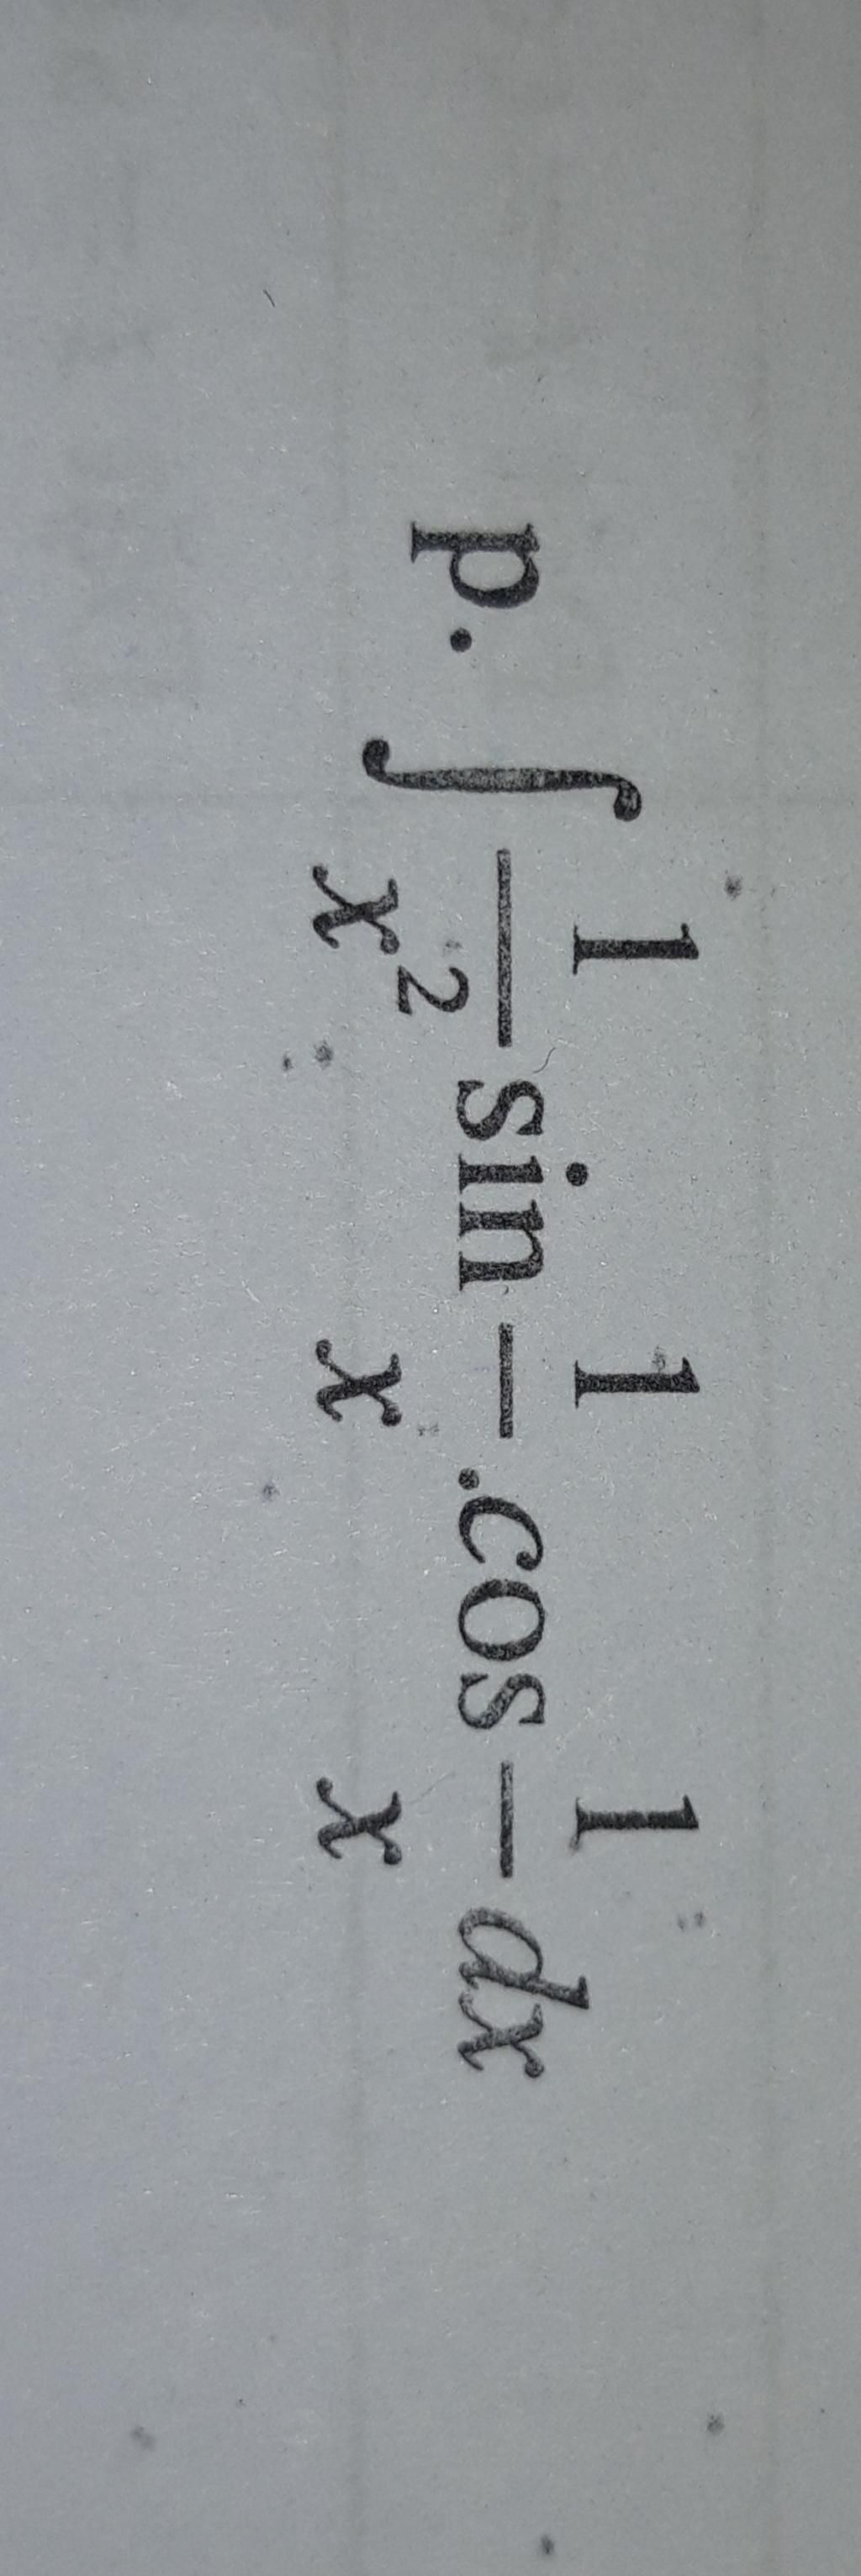 p. ∫ 1/x² sin 1/x .cos 1/x dx